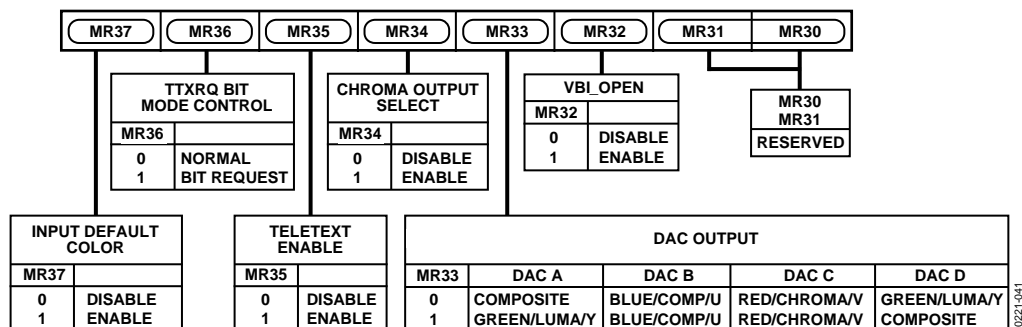 MR37 MR36 MR35 MR34 MR33 MR32 MR31 MR30
TTXRQ BIT
MODE CONTROL
MR36
0 NORMAL
1 BIT REQUEST
CHROMA OUTPUT
SELECT
MR34
0 DISABLE
1 ENABLE
VBI_OPEN
MR32
0 DISABLE
1 ENABLE
MR30
MR31
RESERVED
INPUT DEFAULT
COLOR
MR37
0 DISABLE
1 ENABLE
TELETEXT
ENABLE
MR35
0 DISABLE
1 ENABLE
DAC OUTPUT
MR33 DAC A DAC B DAC C DAC D
0 COMPOSITE BLUE/COMP/U RED/CHROMA/V GREEN/LUMA/Y
1 GREEN/LUMA/Y BLUE/COMP/U RED/CHROMA/V COMPOSITE